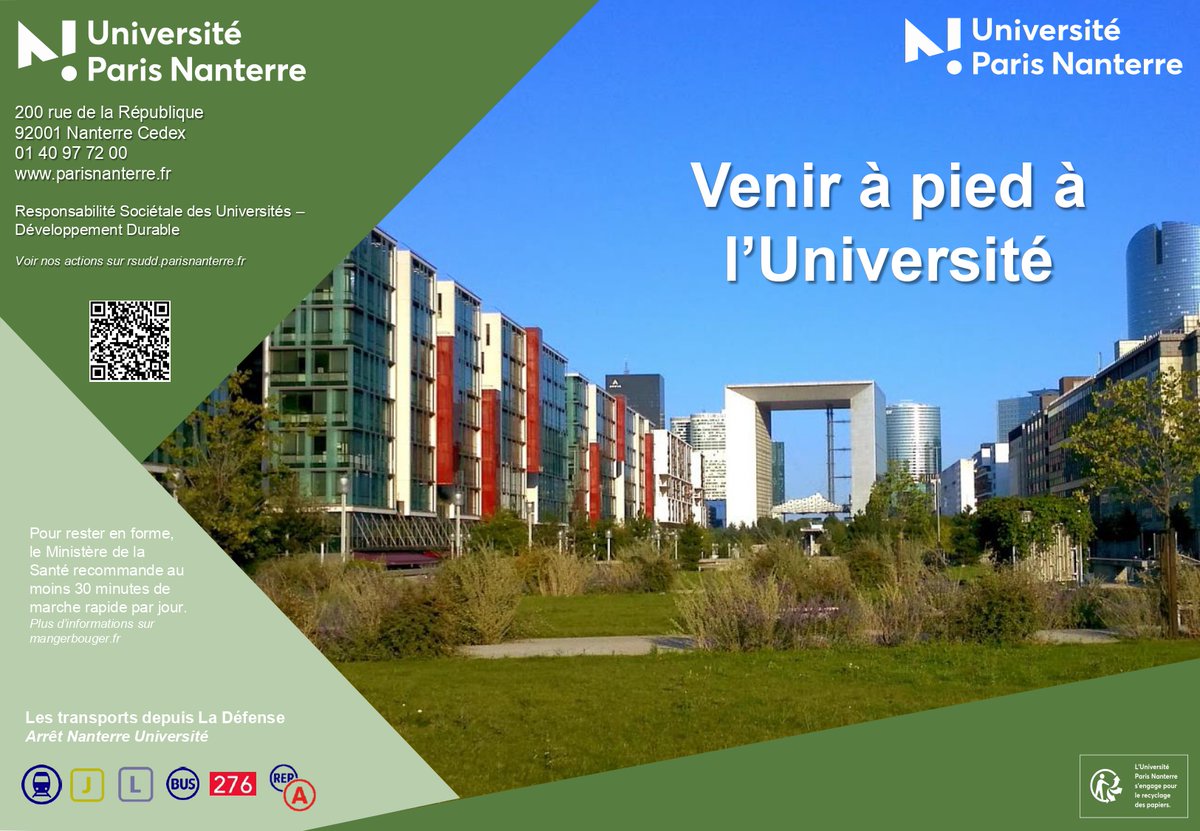 Université
Paris Nanterre
200 rue de la République
92001 Nanterre Cedex
01 40 97 72 00
www.parisnanterre.fr
Responsabilité Sociétale des Universités –
Développement Durable
Voir nos actions sur rsudd.parisnanterre.fr
Pour rester en forme,
le Ministère de la
Santé recommande au
moins 30 minutes de
marche rapide par jour.
Plus d'informations sur
mangerbouger.fr
Les transports depuis La Défense
Arrêt Nanterre Université
J
L
BUS
276
RER
A
Université
Paris Nanterre
Venir à pied à
l’Université
L'Université
Paris Nanterre
s'engage pour
le recyclage
des papiers.